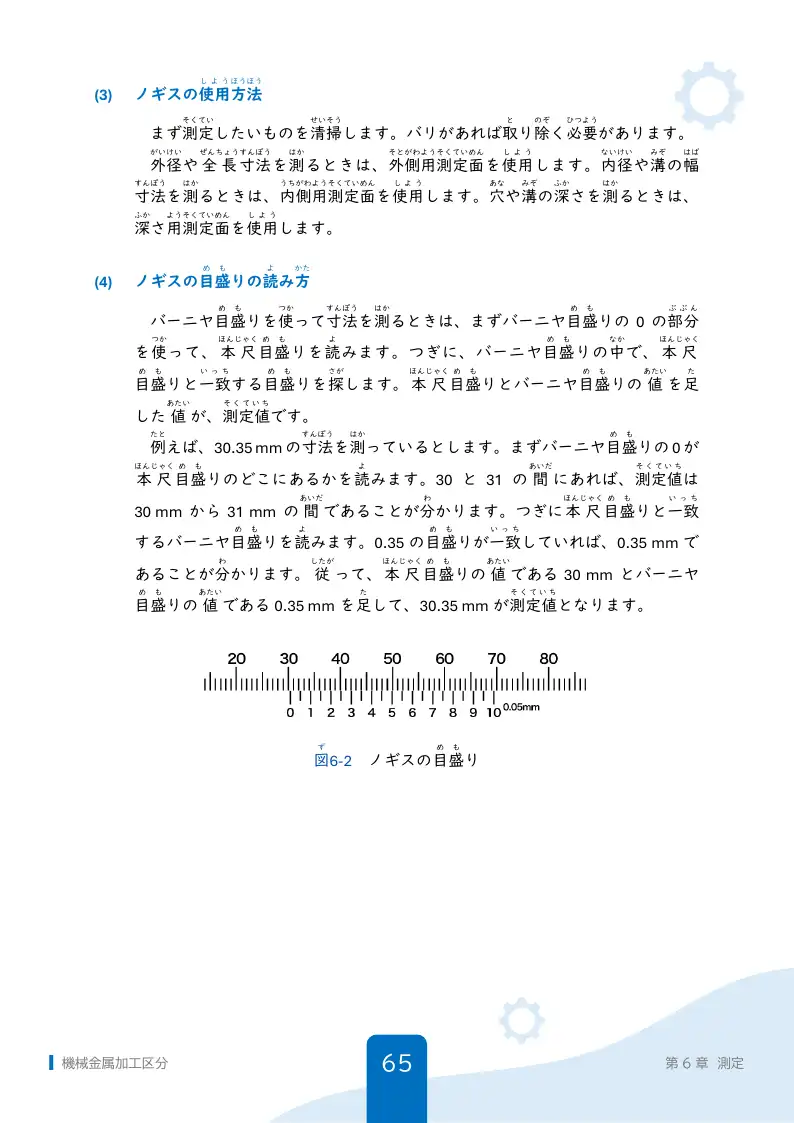 (3) ノギスの使用方法
まず測定したいものを清掃します。バリがあれば取り除く必要があります。
外径や全長寸法を測るときは、外側用測定面を使用します。内径や溝の幅
寸法を測るときは、内側用測定面を使用します。穴や溝の深さを測るときは、
深さ用測定面を使用します。
(4) ノギスの目盛りの読み方
バーニヤ目盛りを使って寸法を測るときは、まずバーニヤ目盛りの 0 の部分
を使って、本尺目盛りを読みます。つぎに、バーニヤ目盛りの中で、本尺
目盛りと一致する目盛りを探します。本尺目盛りとバーニヤ目盛りの値を足
した値が、測定値です。
例えば、30.35 mm の寸法を測っているとします。まずバーニヤ目盛りの 0 が
本尺目盛りのどこにあるかを読みます。30 と 31 の間にあれば、測定値は
30 mm から 31 mm の間であることが分かります。つぎに本尺目盛りと一致
するバーニヤ目盛りを読みます。0.35 の目盛りが一致していれば、0.35 mm で
あることが分かります。従って、本尺目盛りの値である 30 mm とバーニヤ
目盛りの値である 0.35 mm を足して、30.35 mm が測定値となります。
20 30 40 50 60 70 80
0 1 2 3 4 5 6 7 8 9 10 0.05mm
図6-2 ノギスの目盛り
機械金属加工区分 65 第 6 章 測定